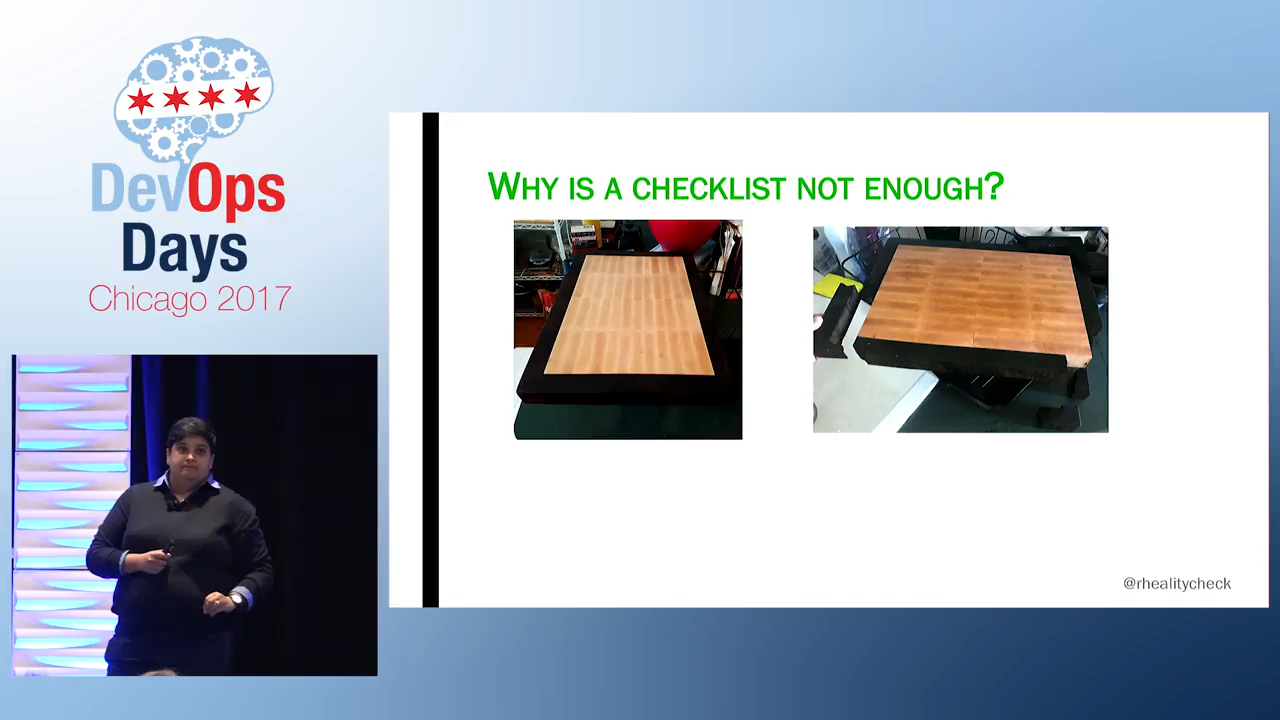 DevOps
Days
Chicago 2017
WHY IS A CHECKLIST NOT ENOUGH?
@rhealitycheck